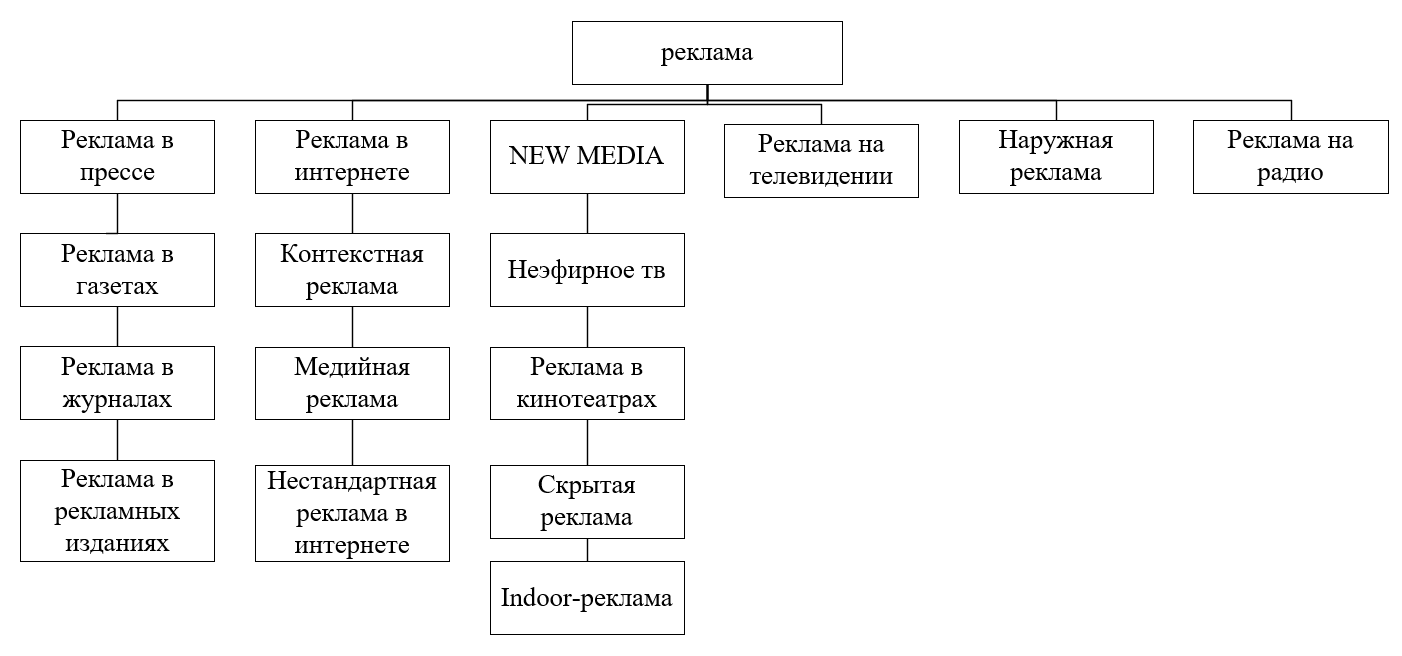 реклама
Реклама в
прессе
Реклама в
интернете
NEW MEDIA
Реклама на
телевидении
Наружная
реклама
Реклама на
радио
Реклама в
газетах
Контекстная
реклама
Неэфирное тв
Реклама в
журналах
Медийная
реклама
Реклама в
кинотеатрах
Реклама в
рекламных
изданиях
Нестандартная
реклама в
интернете
Скрытая
реклама
Indoor-реклама